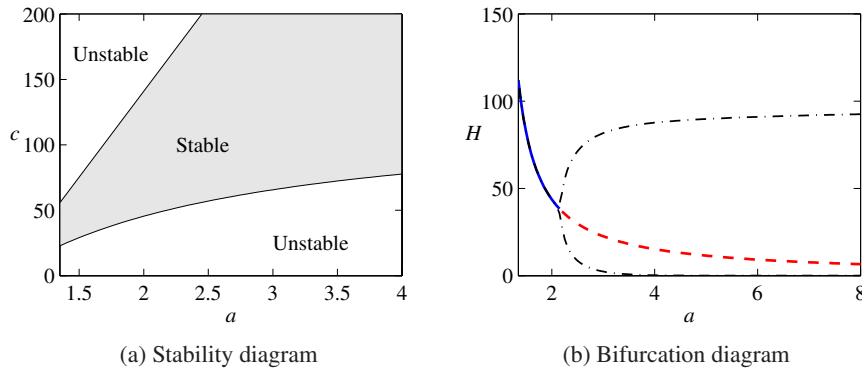 200
150
c
100
50
0
Unstable
Stable
Unstable
1.5
2
2.5
3
3.5
4
a
(a) Stability diagram
150
100
H
50
0
2
4
6
8
a
(b) Bifurcation diagram